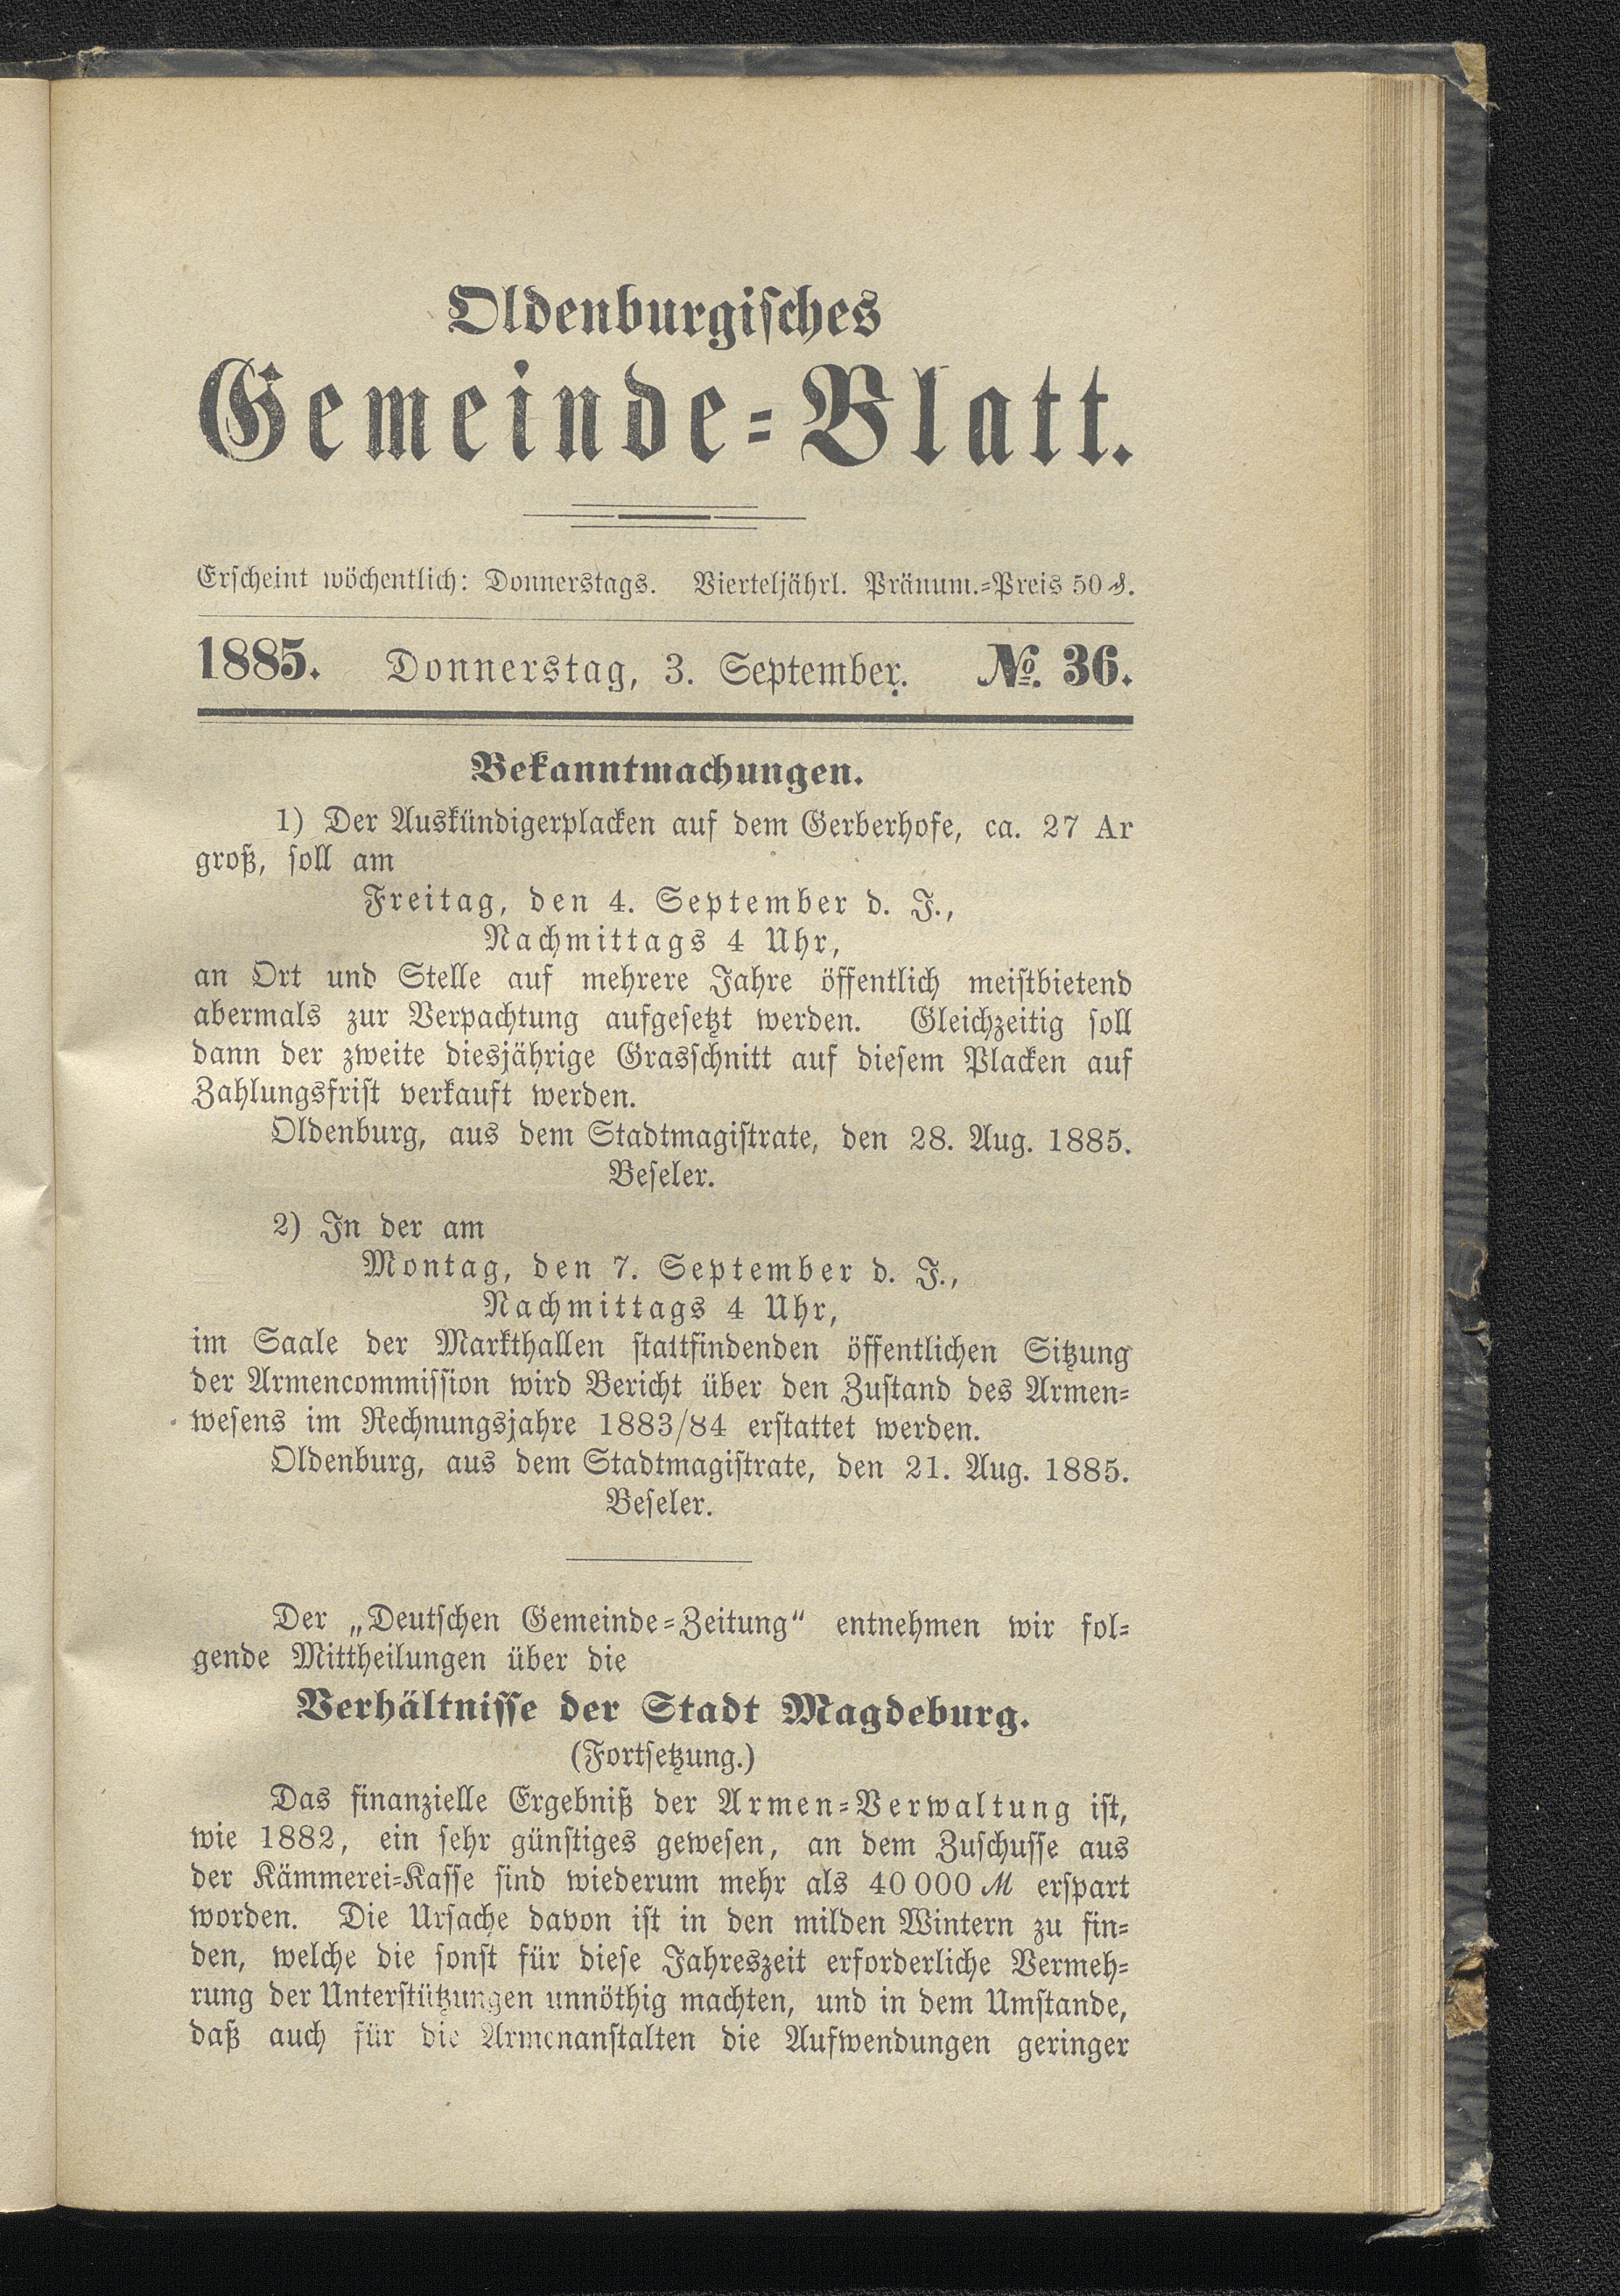 Oldenburgisches
Gemeinde-Blatt.
Erscheint wöchentlich: Donnerstags. Vierteljährl. Pränum.-Preis 50 ₰.
1885. Donnerstag, 3. September. № 36.
Bekanntmachungen.
1) Der Auskündigerplacken auf dem Gerberhofe, ca. 27 Ar
groß, soll am
Freitag, den 4. September d. J.,
Nachmittags 4 Uhr,
an Ort und Stelle auf mehrere Jahre öffentlich meistbietend
abermals zur Verpachtung aufgesetzt werden. Gleichzeitig soll
dann der zweite diesjährige Grasschnitt auf diesem Placken auf
Zahlungsfrist verkauft werden.
Oldenburg, aus dem Stadtmagistrate, den 28. Aug. 1885.
Beseler.
2) In der am
Montag, den 7. September d. J.,
Nachmittags 4 Uhr,
im Saale der Markthallen stattfindenden öffentlichen Sitzung
der Armencommission wird Bericht über den Zustand des Armen-
wesens im Rechnungsjahre 1883/84 erstattet werden.
Oldenburg, aus dem Stadtmagistrate, den 21. Aug. 1885.
Beseler.
Der „Deutschen Gemeinde-Zeitung“ entnehmen wir fol-
gende Mittheilungen über die
Verhältnisse der Stadt Magdeburg.
(Fortsetzung.)
Das finanzielle Ergebniß der Armen-Verwaltung ist,
wie 1882, ein sehr günstiges gewesen, an dem Zuschusse aus
der Kämmerei-Kasse sind wiederum mehr als 40 000 ℳ erspart
worden. Die Ursache davon ist in den milden Wintern zu fin-
den, welche die sonst für diese Jahreszeit erforderliche Vermeh-
rung der Unterstützungen unnöthig machten, und in dem Umstande,
daß auch für die Armenanstalten die Aufwendungen geringer